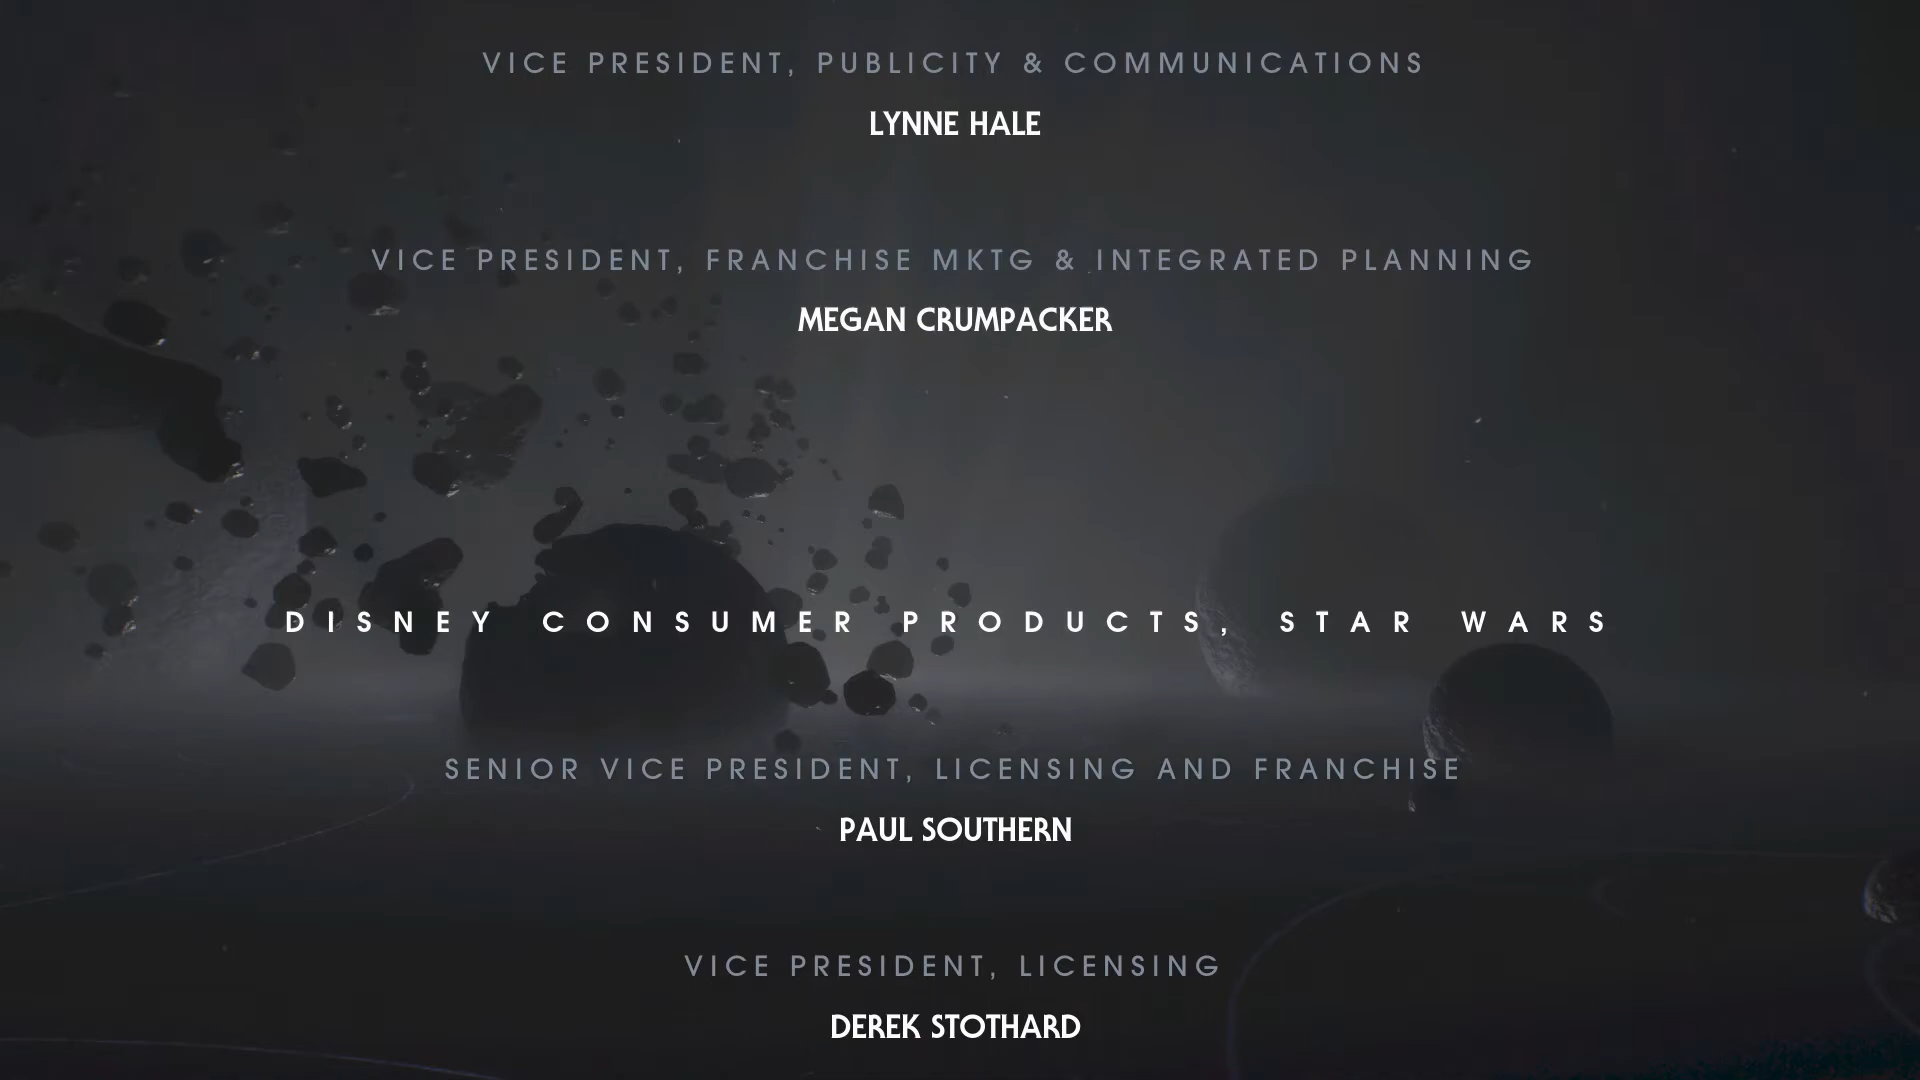 VICE PRESIDENT, PUBLICITY & COMMUNICATIONS
LYNNE HALE
VICE PRESIDENT, FRANCHISE MKTG & INTEGRATED PLANNING
MEGAN CRUMPACKER
DISNEY CONSUMER PRODUCTS, STAR WARS
SENIOR VICE PRESIDENT, LICENSING AND FRANCHISE
PAUL SOUTHERN
VICE PRESIDENT, LICENSING
DEREK STOTHARD